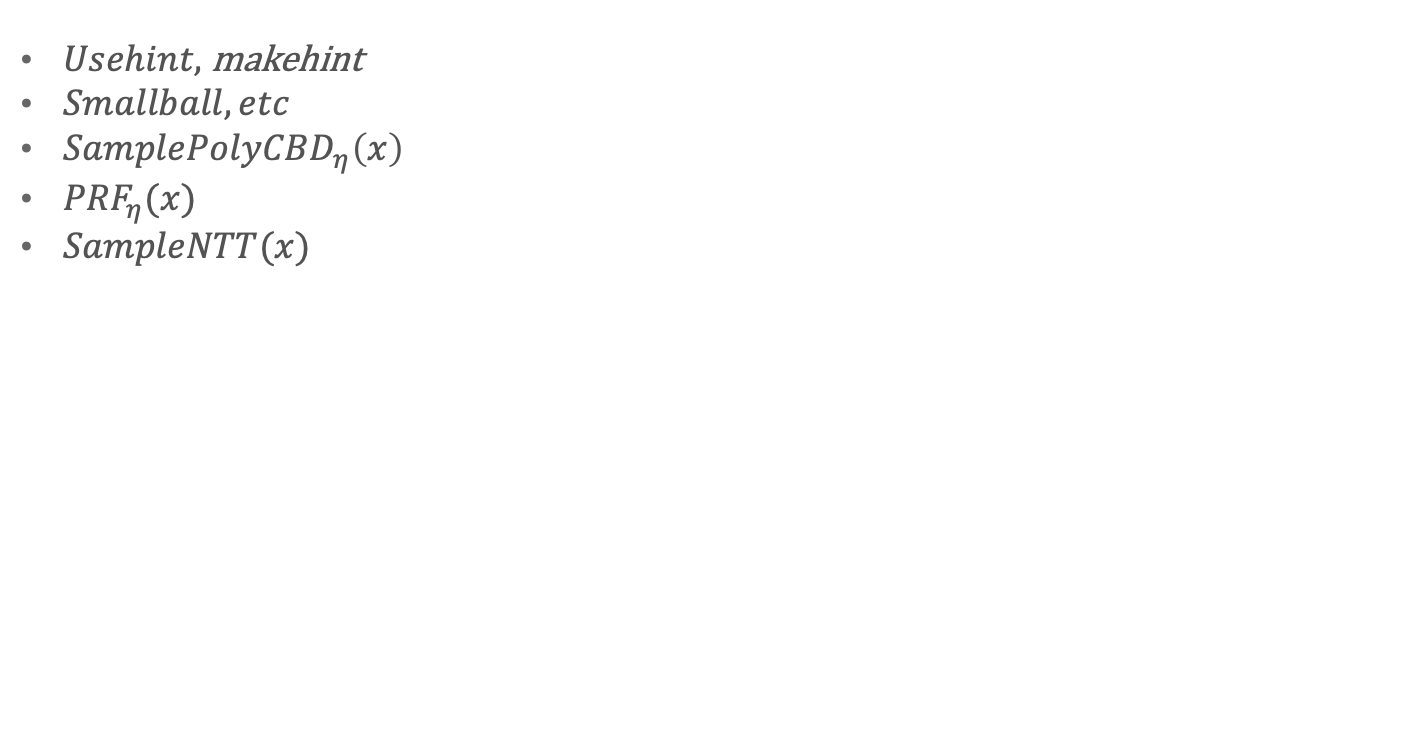 • Usehint, makehint
• Smallball, etc
• SamplePolyCBD_η(x)
• PRF_η(x)
• SampleNTT(x)